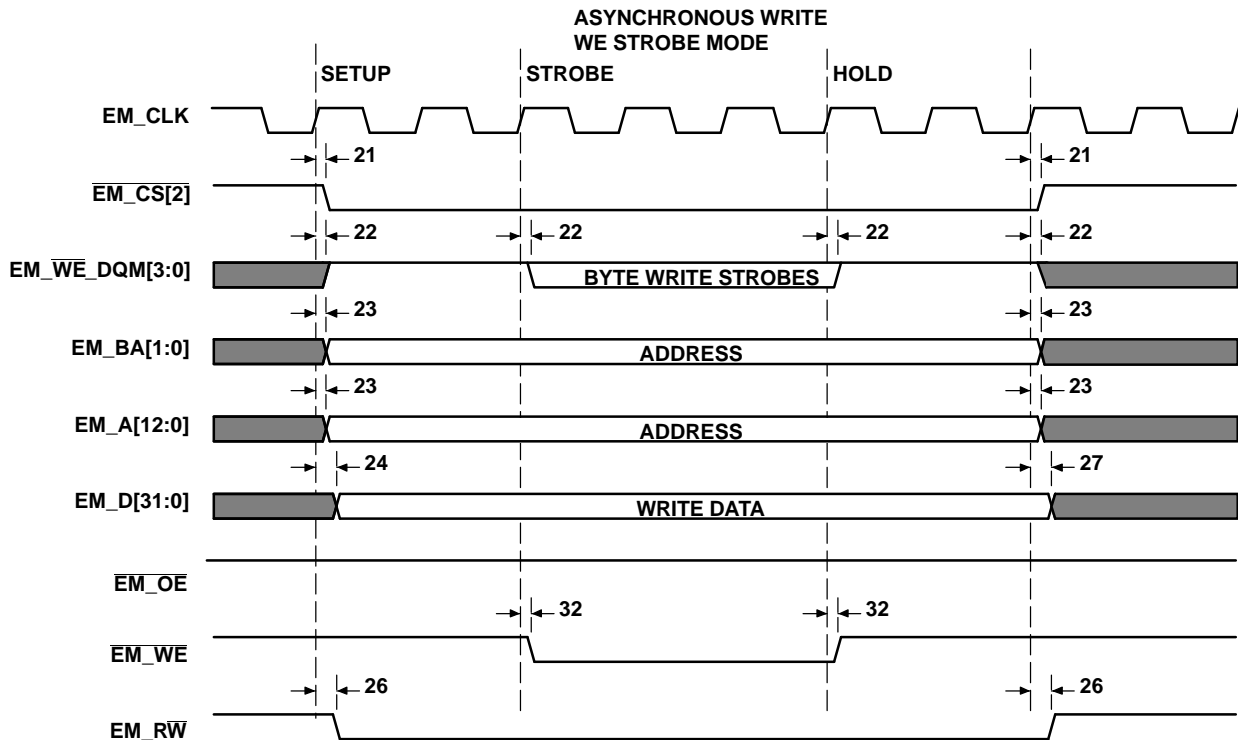 ASYNCHRONOUS WRITE
WE STROBE MODE
SETUP STROBE HOLD
EM_CLK
21 21
EM_CS[2]
22 22 22 22
EM_WE_DQM[3:0] BYTE WRITE STROBES
23 23
EM_BA[1:0] ADDRESS
23 23
EM_A[12:0] ADDRESS
24 27
EM_D[31:0] WRITE DATA
EM_OE
32 32
EM_WE
26 26
EM_RW